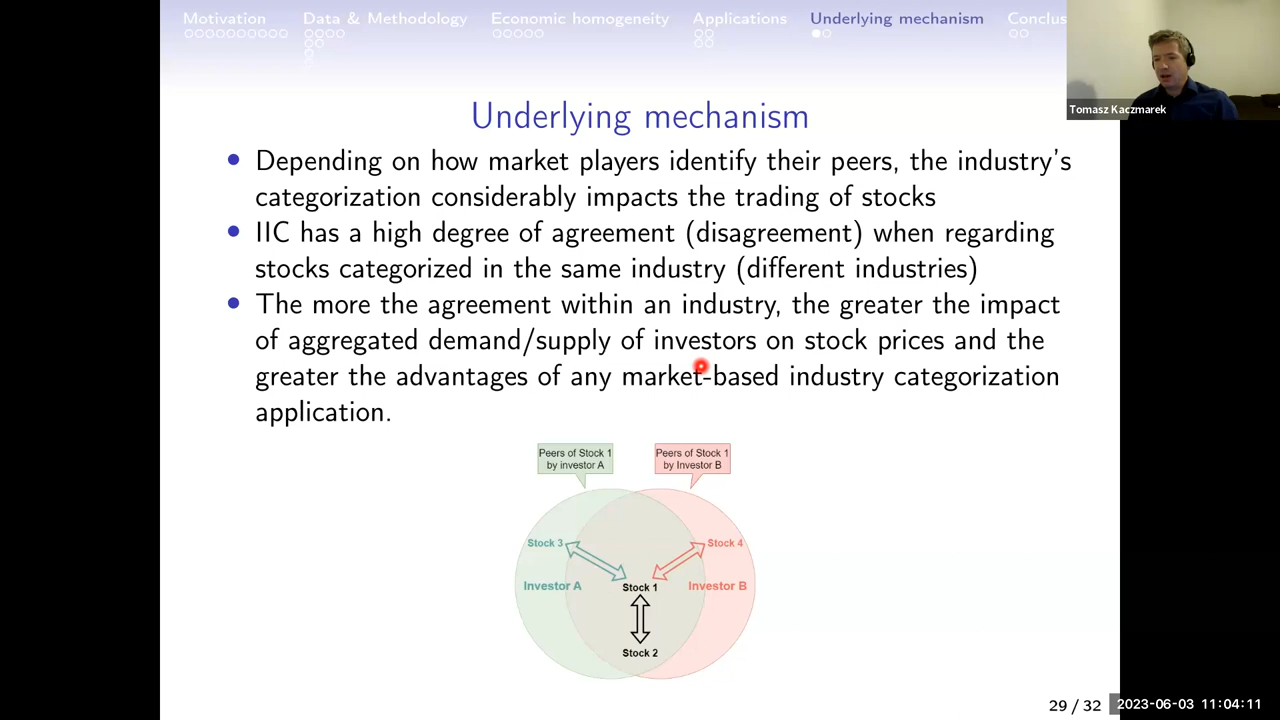 Motivation Data & Methodology Economic homogeneity Applications Underlying mechanism Conclus
Tomasz Kaczmarek
Underlying mechanism
• Depending on how market players identify their peers, the industry's
categorization considerably impacts the trading of stocks
• IIC has a high degree of agreement (disagreement) when regarding
stocks categorized in the same industry (different industries)
• The more the agreement within an industry, the greater the impact
of aggregated demand/supply of investors on stock prices and the
greater the advantages of any market-based industry categorization
application.
Peers of Stock 1
by investor A
Peers of Stock 1
by Investor B
Stock 3
Stock 4
Investor A
Stock 1
Investor B
Stock 2
29 / 32
2023-06-03 11:04:11